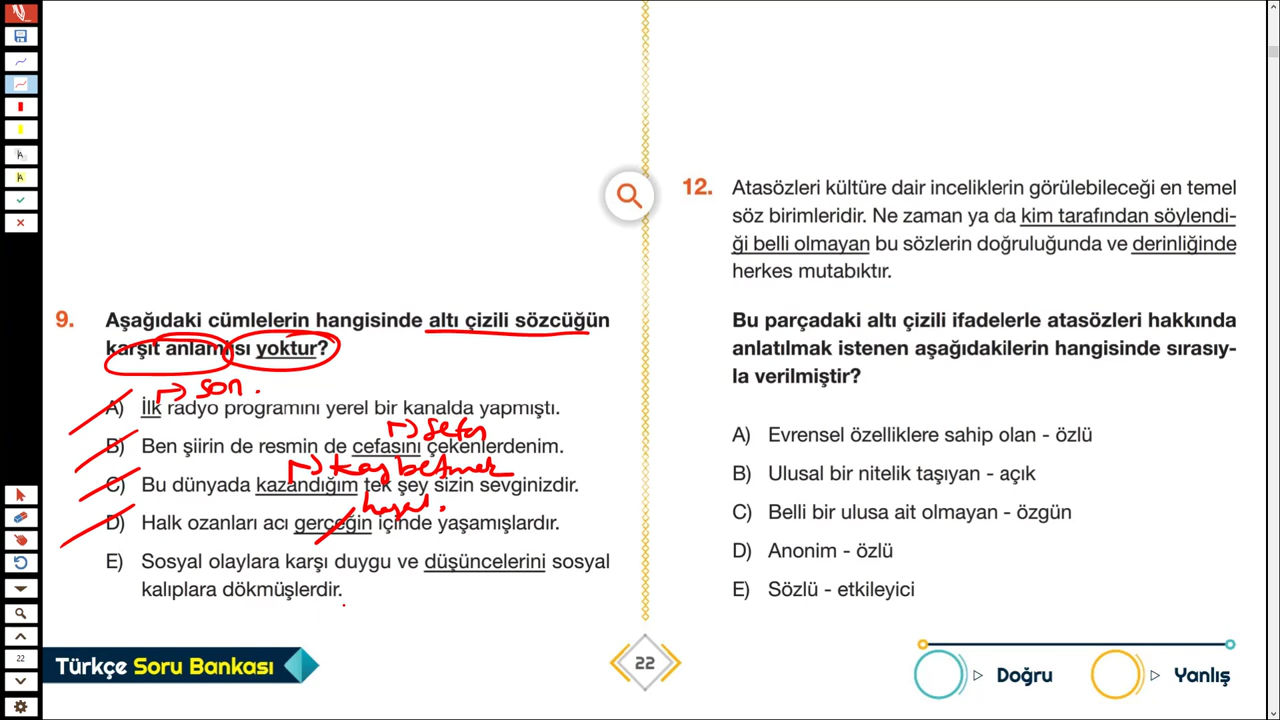 9. Aşağıdaki cümlelerin hangisinde altı çizili sözcüğün
karşıt anlamlısı yoktur?
son.
A) İlk radyo programını yerel bir kanalda yapmıştı.
sefa
B) Ben şiirin de resmin de cefasını çekenlerdenim.
kaybetmek
C) Bu dünyada kazandığım tek şey sizin sevginizdir.
hayal.
D) Halk ozanları acı gerçeğin içinde yaşamışlardır.
E) Sosyal olaylara karşı duygu ve düşüncelerini sosyal
kalıplara dökmüşlerdir.
12. Atasözleri kültüre dair inceliklerin görülebileceği en temel
söz birimleridir. Ne zaman ya da kim tarafından söylendi-
ği belli olmayan bu sözlerin doğruluğunda ve derinliğinde
herkes mutabıktır.
Bu parçadaki altı çizili ifadelerle atasözleri hakkında
anlatılmak istenen aşağıdakilerin hangisinde sırasıy-
la verilmiştir?
A) Evrensel özelliklere sahip olan - özlü
B) Ulusal bir nitelik taşıyan - açık
C) Belli bir ulusa ait olmayan - özgün
D) Anonim - özlü
E) Sözlü - etkileyici
Türkçe Soru Bankası
22
Doğru
Yanlış
A
A
22